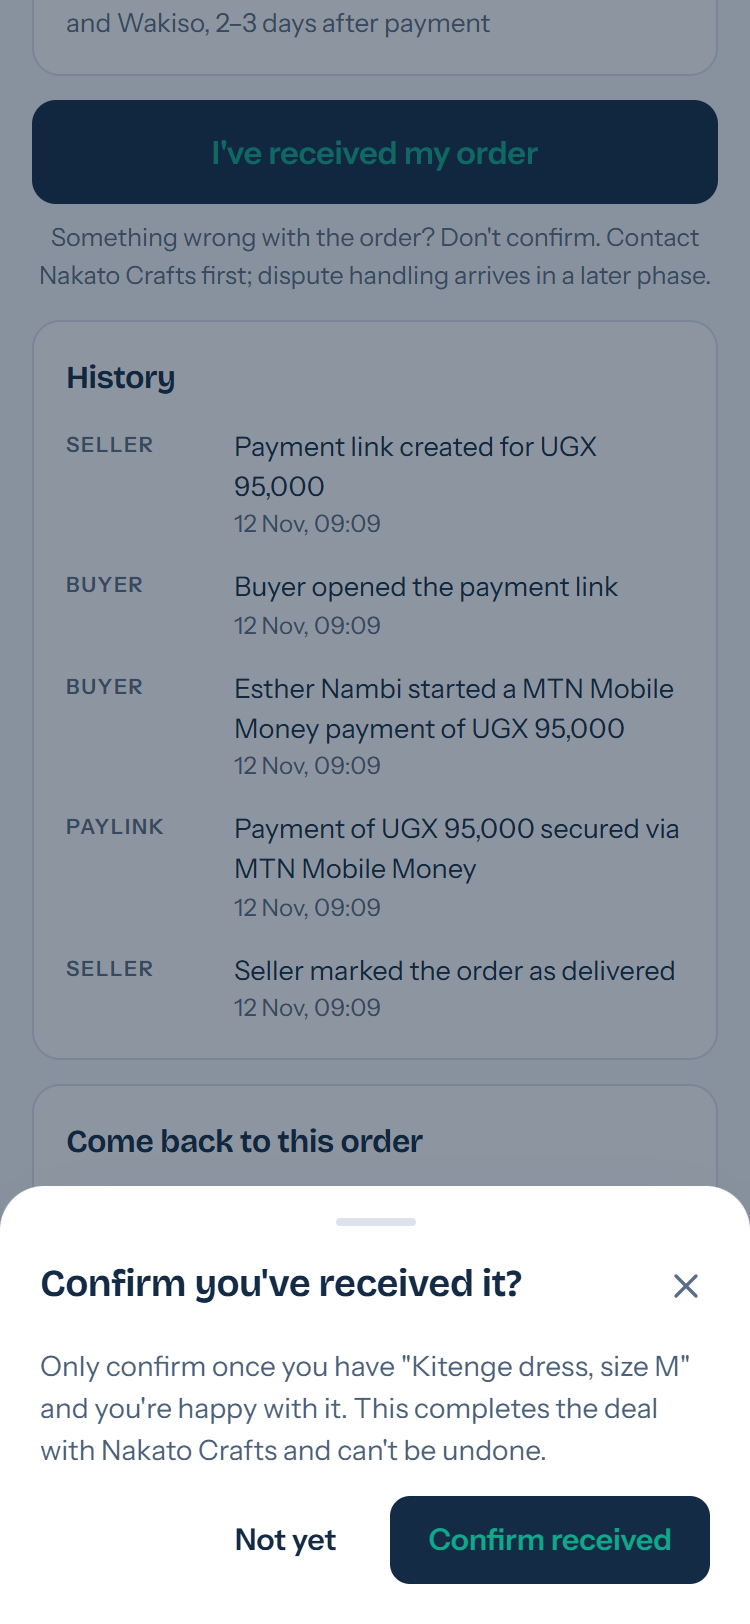 and Wakiso, 2–3 days after payment
I've received my order
Something wrong with the order? Don't confirm. Contact
Nakato Crafts first; dispute handling arrives in a later phase.
History
SELLER
Payment link created for UGX
95,000
12 Nov, 09:09
BUYER
Buyer opened the payment link
12 Nov, 09:09
BUYER
Esther Nambi started a MTN Mobile
Money payment of UGX 95,000
12 Nov, 09:09
PAYLINK
Payment of UGX 95,000 secured via
MTN Mobile Money
12 Nov, 09:09
SELLER
Seller marked the order as delivered
12 Nov, 09:09
Come back to this order
Confirm you've received it?
Only confirm once you have "Kitenge dress, size M"
and you're happy with it. This completes the deal
with Nakato Crafts and can't be undone.
Not yet
Confirm received